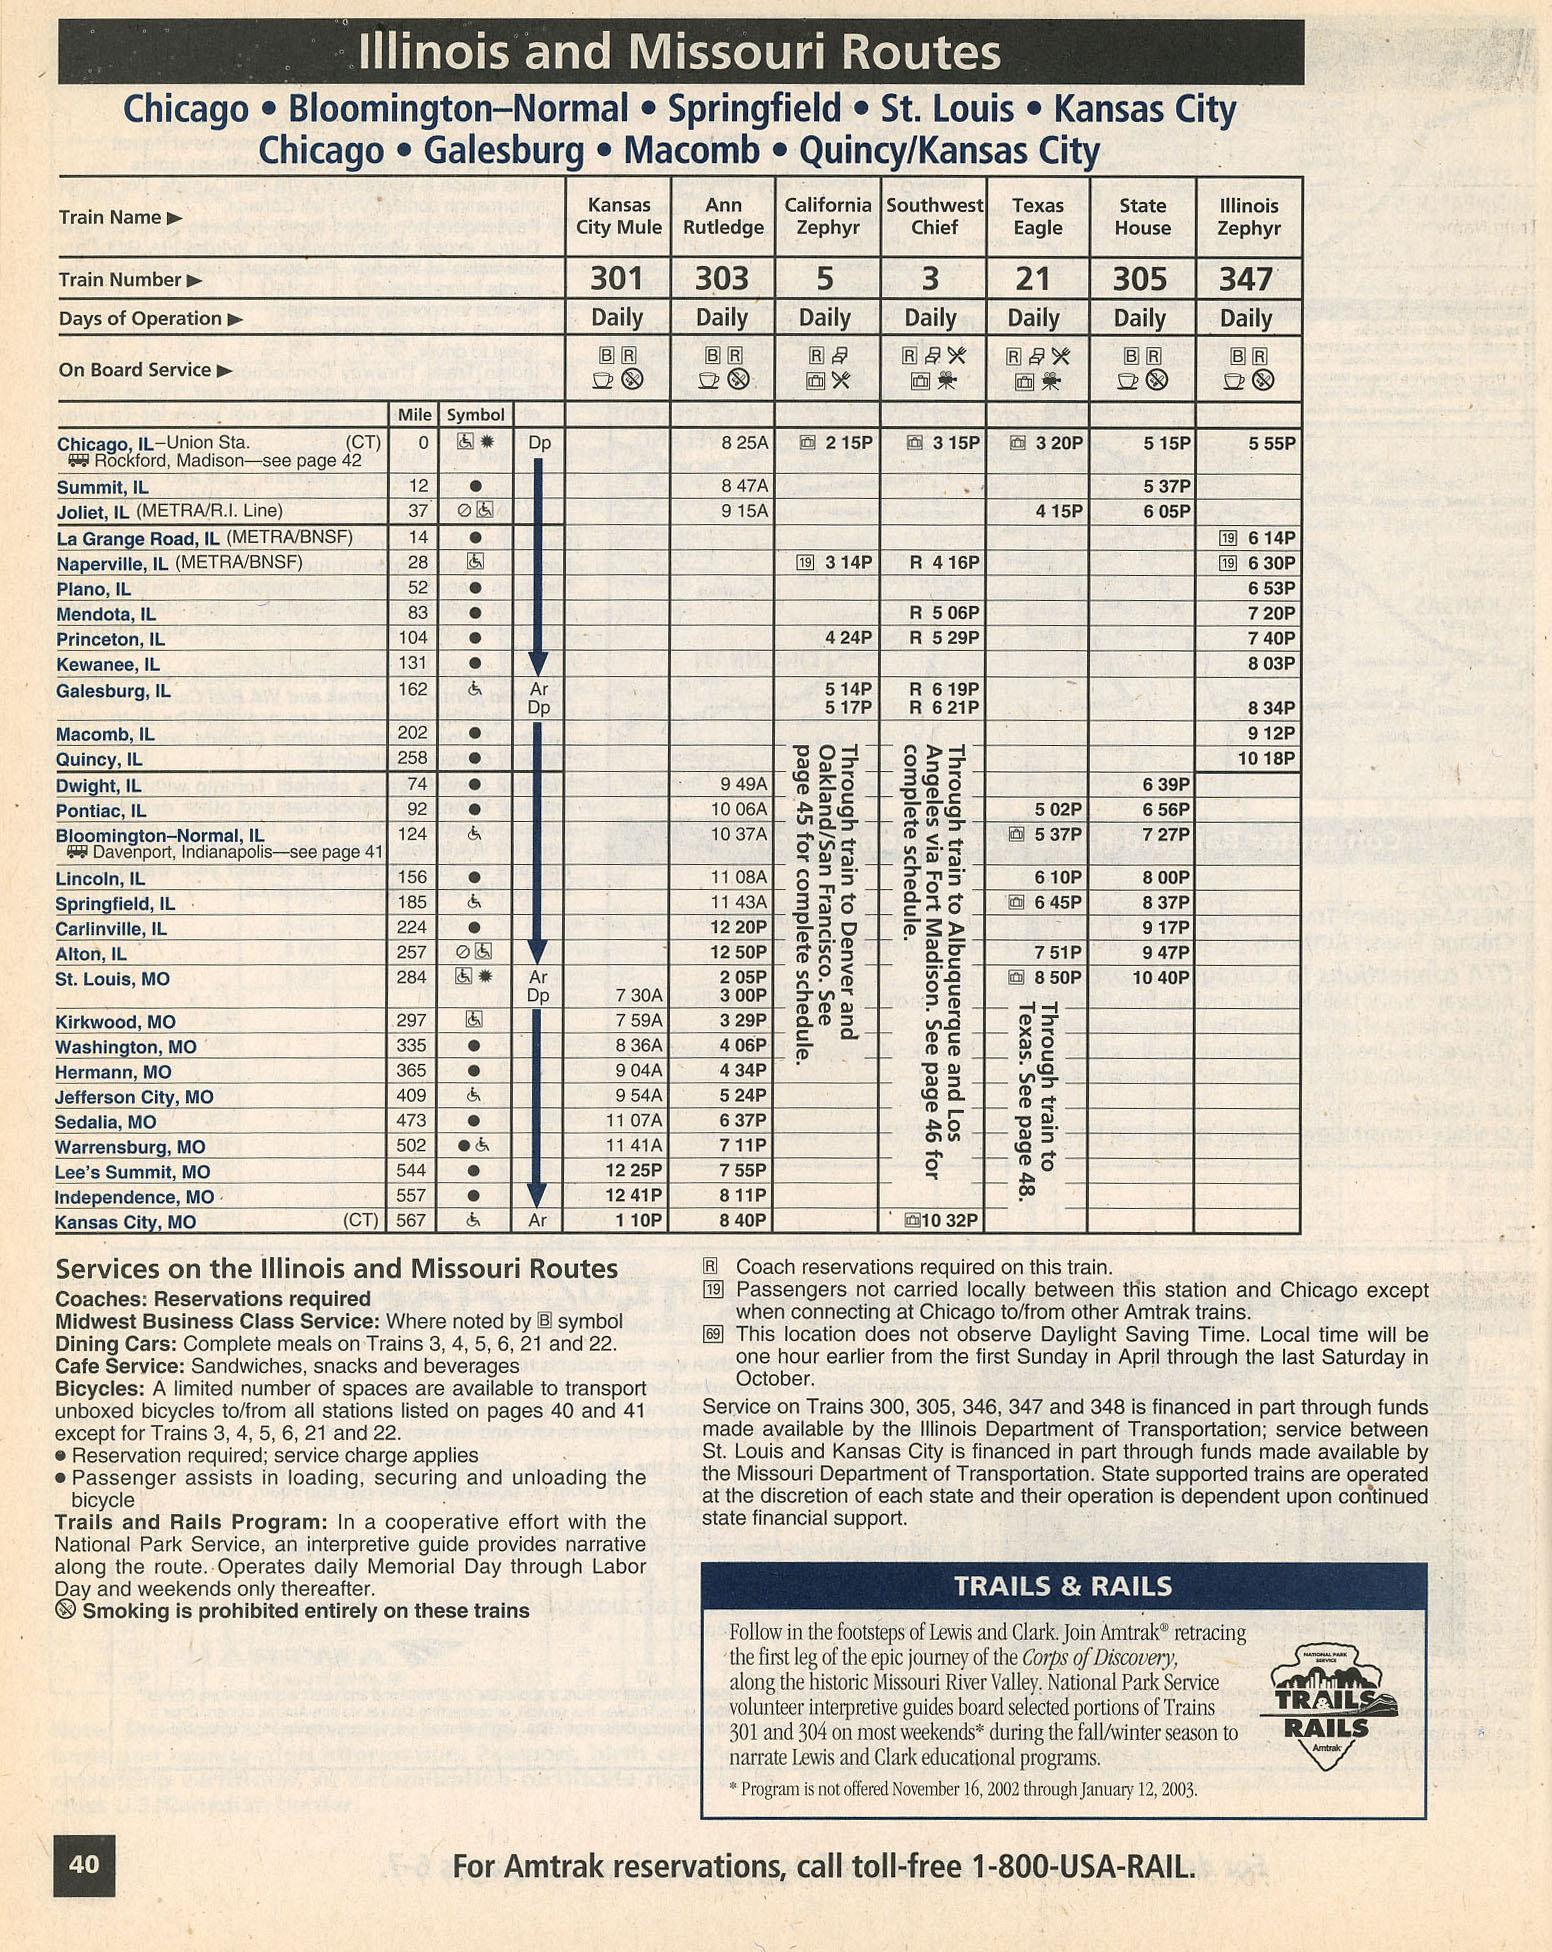 Illinois and Missouri Routes
Chicago • Bloomington–Normal • Springfield • St. Louis • Kansas City
Chicago • Galesburg • Macomb • Quincy/Kansas City
Train Name ▶ Kansas City Mule Ann Rutledge California Zephyr Southwest Chief Texas Eagle State House Illinois Zephyr
Train Number ▶ 301 303 5 3 21 305 347
Days of Operation ▶ Daily Daily Daily Daily Daily Daily Daily
On Board Service ▶ B R B R R R R B R B R
Mile Symbol
Chicago, IL–Union Sta. (CT) 0 Dp 8 25A 2 15P 3 15P 3 20P 5 15P 5 55P
Rockford, Madison—see page 42
Summit, IL 12 ● 8 47A 5 37P
Joliet, IL (METRA/R.I. Line) 37 9 15A 4 15P 6 05P
La Grange Road, IL (METRA/BNSF) 14 ● 19 6 14P
Naperville, IL (METRA/BNSF) 28 19 3 14P R 4 16P 19 6 30P
Plano, IL 52 ● 6 53P
Mendota, IL 83 ● R 5 06P 7 20P
Princeton, IL 104 ● 4 24P R 5 29P 7 40P
Kewanee, IL 131 ● 8 03P
Galesburg, IL 162 Ar 5 14P R 6 19P
Dp 5 17P R 6 21P 8 34P
Macomb, IL 202 ● 9 12P
Quincy, IL 258 ● 10 18P
Dwight, IL 74 ● 9 49A 6 39P
Pontiac, IL 92 ● 10 06A 5 02P 6 56P
Bloomington–Normal, IL 124 10 37A 5 37P 7 27P
Davenport, Indianapolis—see page 41
Lincoln, IL 156 ● 11 08A 6 10P 8 00P
Springfield, IL 185 11 43A 6 45P 8 37P
Carlinville, IL 224 ● 12 20P 9 17P
Alton, IL 257 12 50P 7 51P 9 47P
St. Louis, MO 284 Ar 2 05P 8 50P 10 40P
Dp 7 30A 3 00P
Kirkwood, MO 297 7 59A 3 29P
Washington, MO 335 ● 8 36A 4 06P
Hermann, MO 365 ● 9 04A 4 34P
Jefferson City, MO 409 9 54A 5 24P
Sedalia, MO 473 ● 11 07A 6 37P
Warrensburg, MO 502 ● 11 41A 7 11P
Lee's Summit, MO 544 ● 12 25P 7 55P
Independence, MO 557 ● 12 41P 8 11P
Kansas City, MO (CT) 567 Ar 1 10P 8 40P 10 32P
Through train to Denver and
Oakland/San Francisco. See
page 45 for complete schedule.
Through train to Albuquerque and Los
Angeles via Fort Madison. See page 46 for
complete schedule.
Through train to
Texas. See page 48.
Services on the Illinois and Missouri Routes
Coaches: Reservations required
Midwest Business Class Service: Where noted by B symbol
Dining Cars: Complete meals on Trains 3, 4, 5, 6, 21 and 22.
Cafe Service: Sandwiches, snacks and beverages
Bicycles: A limited number of spaces are available to transport
unboxed bicycles to/from all stations listed on pages 40 and 41
except for Trains 3, 4, 5, 6, 21 and 22.
● Reservation required; service charge applies
● Passenger assists in loading, securing and unloading the
bicycle
Trails and Rails Program: In a cooperative effort with the
National Park Service, an interpretive guide provides narrative
along the route. Operates daily Memorial Day through Labor
Day and weekends only thereafter.
Smoking is prohibited entirely on these trains
R Coach reservations required on this train.
19 Passengers not carried locally between this station and Chicago except
when connecting at Chicago to/from other Amtrak trains.
69 This location does not observe Daylight Saving Time. Local time will be
one hour earlier from the first Sunday in April through the last Saturday in
October.
Service on Trains 300, 305, 346, 347 and 348 is financed in part through funds
made available by the Illinois Department of Transportation; service between
St. Louis and Kansas City is financed in part through funds made available by
the Missouri Department of Transportation. State supported trains are operated
at the discretion of each state and their operation is dependent upon continued
state financial support.
TRAILS & RAILS
Follow in the footsteps of Lewis and Clark. Join Amtrak® retracing
the first leg of the epic journey of the Corps of Discovery,
along the historic Missouri River Valley. National Park Service
volunteer interpretive guides board selected portions of Trains
301 and 304 on most weekends* during the fall/winter season to
narrate Lewis and Clark educational programs.
* Program is not offered November 16, 2002 through January 12, 2003.
NATIONAL PARK
SERVICE
TRAILS
RAILS
Amtrak
40
For Amtrak reservations, call toll-free 1-800-USA-RAIL.